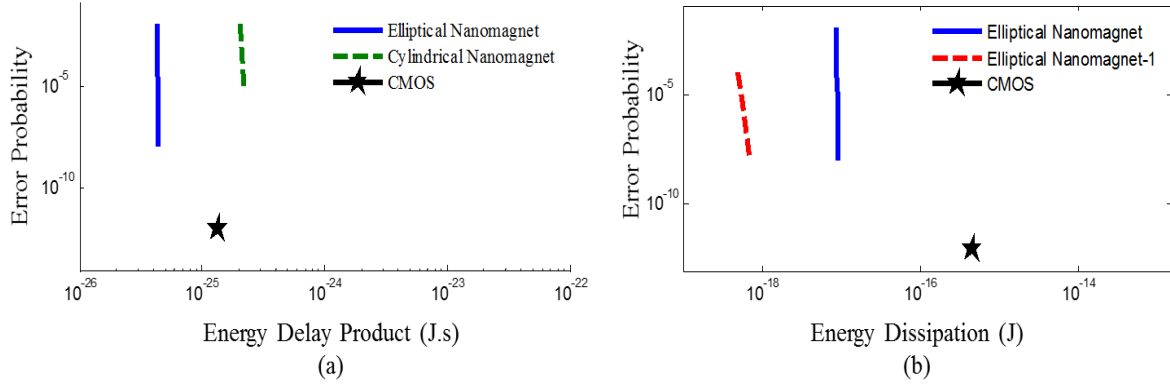 Error Probability
10^-5
10^-10
Elliptical Nanomagnet
Cylindrical Nanomagnet
CMOS
10^-26
10^-25
10^-24
10^-23
10^-22
Energy Delay Product (J.s)
(a)
Error Probability
10^-5
10^-10
Elliptical Nanomagnet
Elliptical Nanomagnet-1
CMOS
10^-18
10^-16
10^-14
Energy Dissipation (J)
(b)